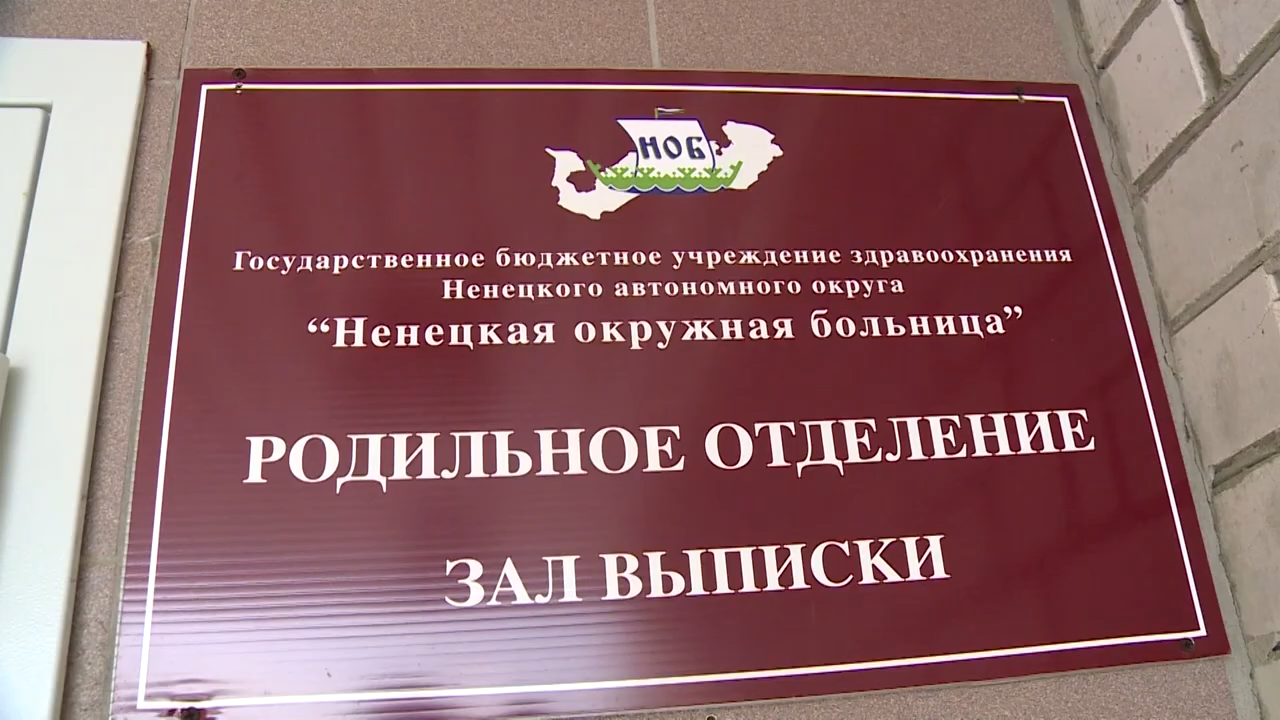 НОБ
Государственное бюджетное учреждение здравоохранения
Ненецкого автономного округа
“Ненецкая окружная больница”
РОДИЛЬНОЕ ОТДЕЛЕНИЕ
ЗАЛ ВЫПИСКИ